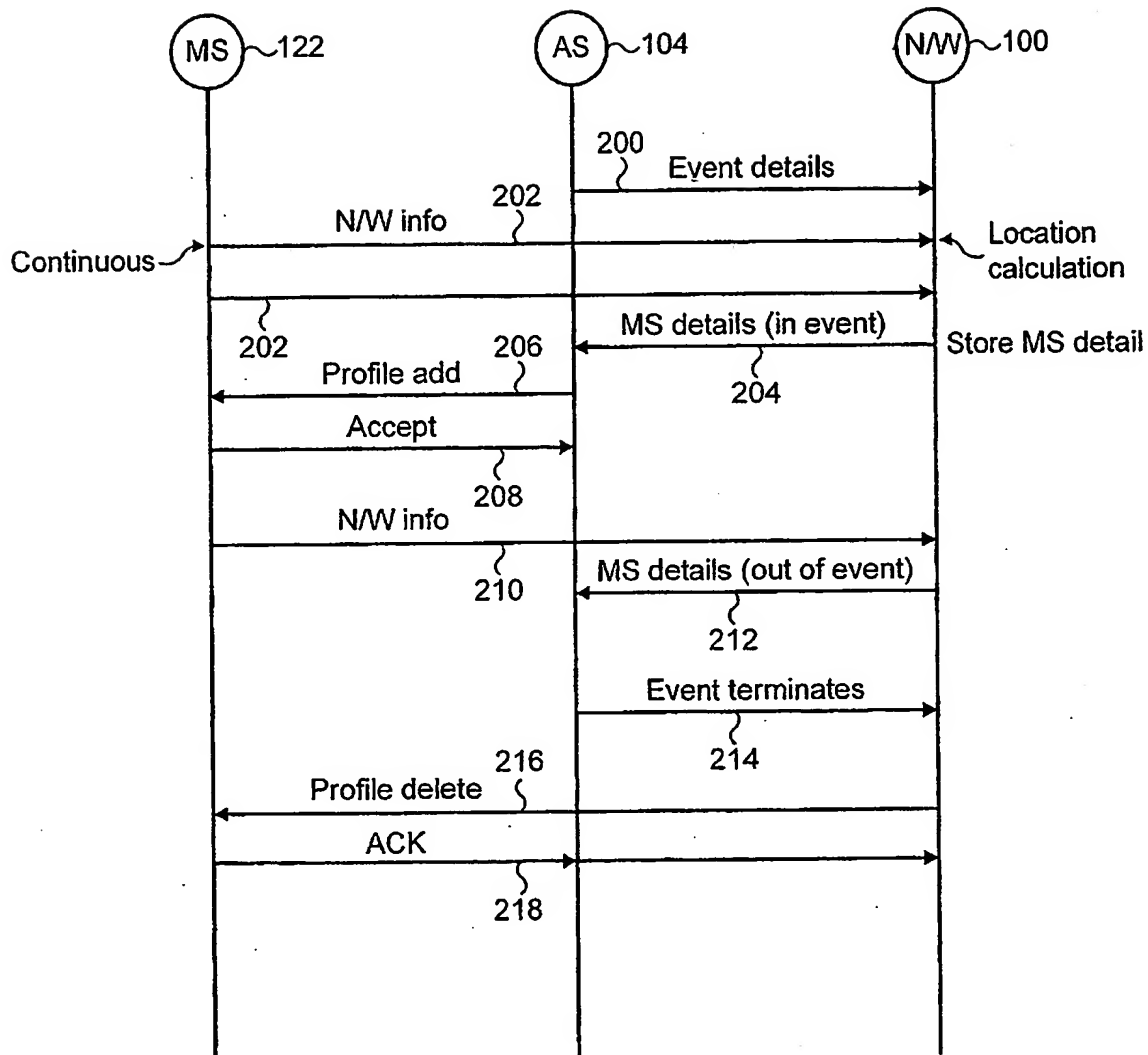 MS 122
AS 104
N/W 100
200
Event details
202
N/W info
Continuous
Location
calculation
202
MS details (in event)
Store MS detail
204
206
Profile add
Accept
208
N/W info
210
MS details (out of event)
212
Event terminates
214
216
Profile delete
ACK
218